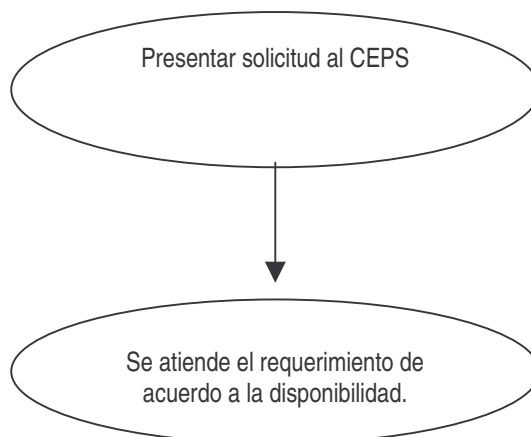 Presentar solicitud al CEPS
Se atiende el requerimiento de
acuerdo a la disponibilidad.